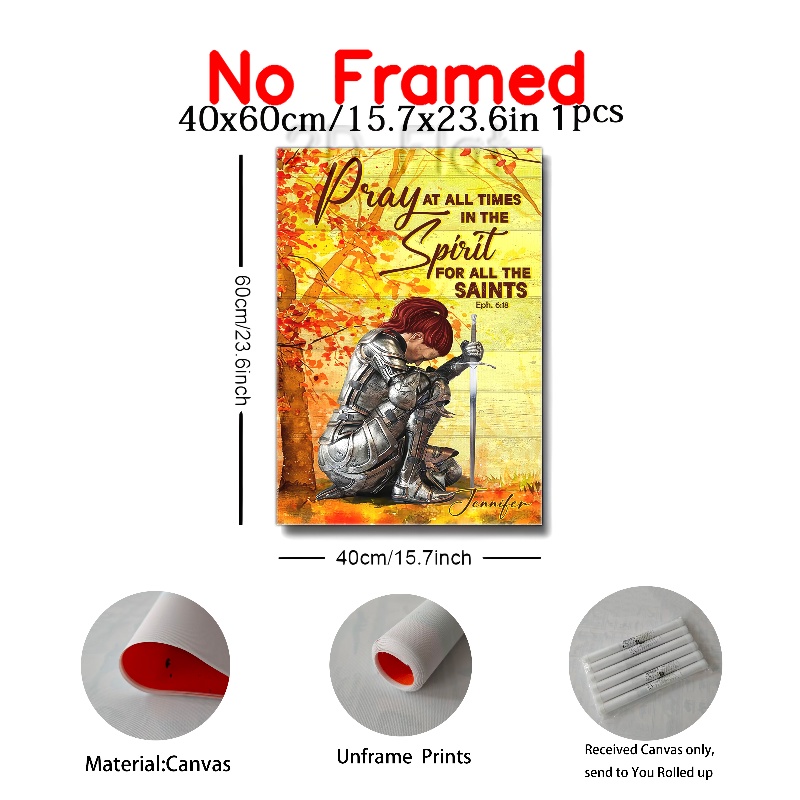 No Framed
40x60cm/15.7x23.6in 1pcs
Pray AT ALL TIMES
IN THE
Spirit
FOR ALL THE
SAINTS
Eph. 6:18
Jennifer
60cm/23.6inch
40cm/15.7inch
Material:Canvas
Unframe Prints
Received Canvas only,
send to You Rolled up